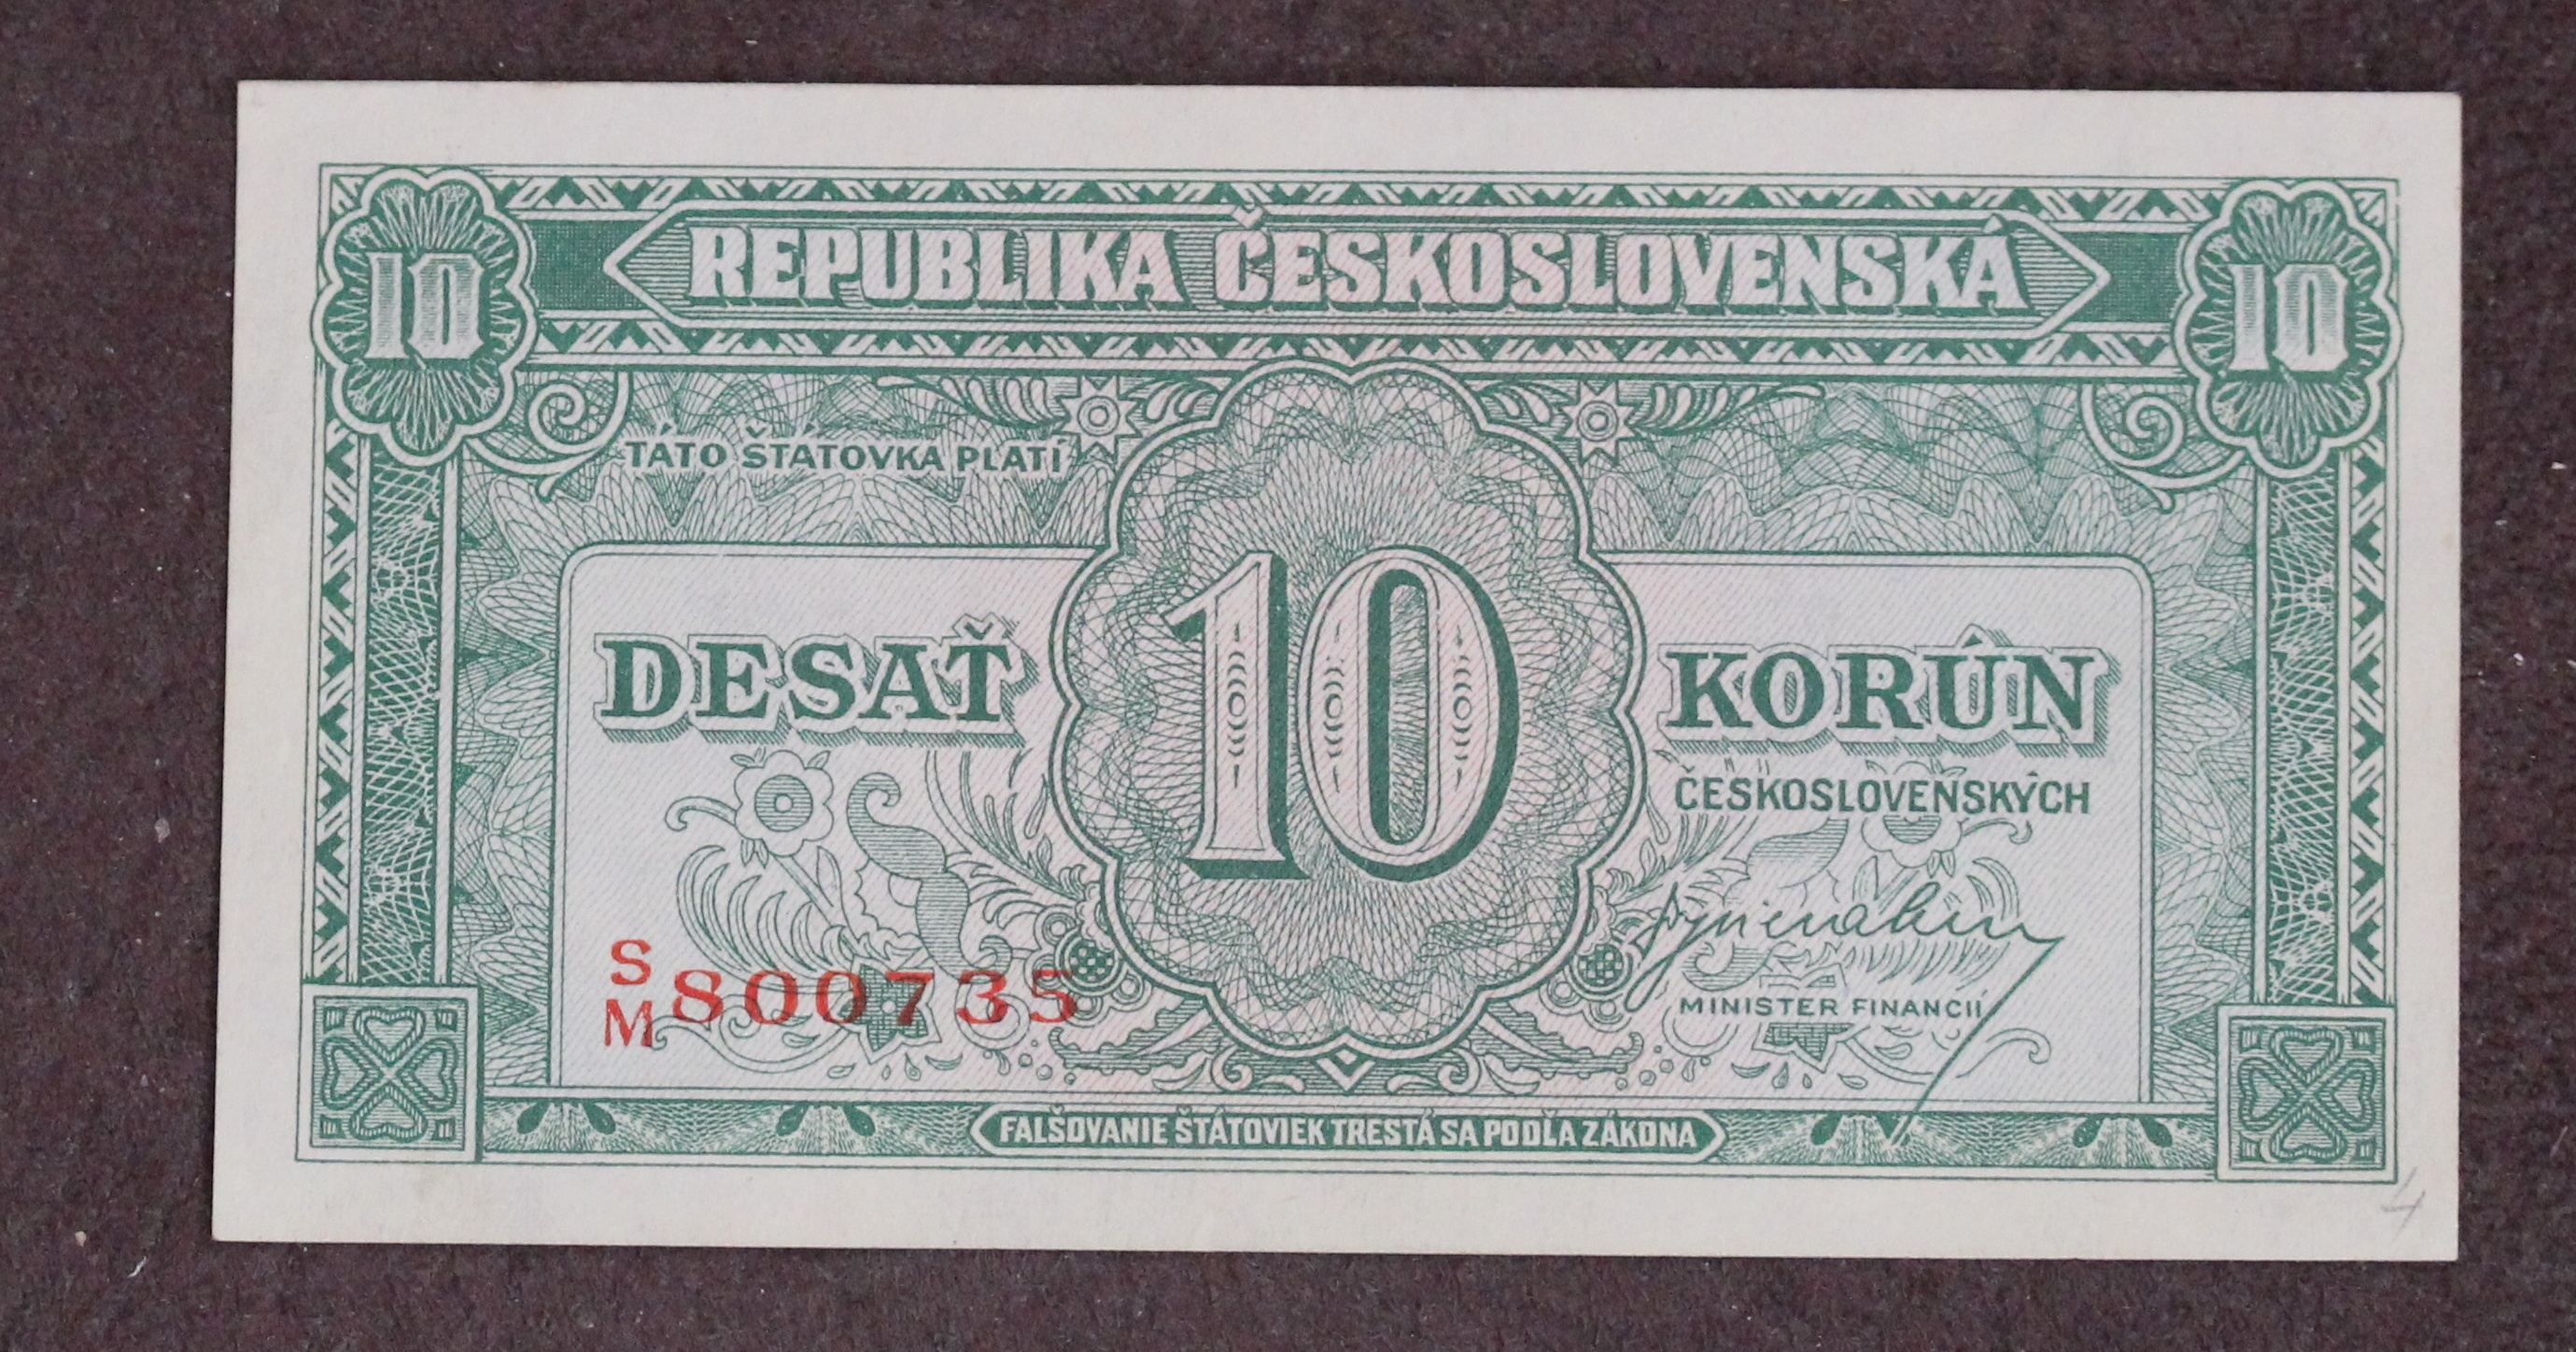 REPUBLIKA ČESKOSLOVENSKÁ
10 10
TÁTO ŠTÁTOVKA PLATÍ
DESAŤ 10 KORÚN
ČESKOSLOVENSKÝCH
S
M 800735
MINISTER FINANCIÍ
FALŠOVANIE ŠTÁTOVIEK TRESTÁ SA PODĽA ZÁKONA
4